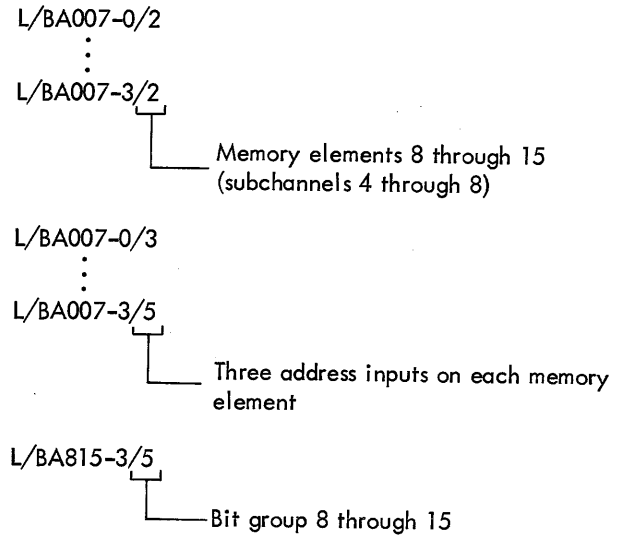 L/BA007-0/2
L/BA007-3/2
Memory elements 8 through 15
(subchannels 4 through 8)
L/BA007-0/3
L/BA007-3/5
Three address inputs on each memory
element
L/BA815-3/5
Bit group 8 through 15